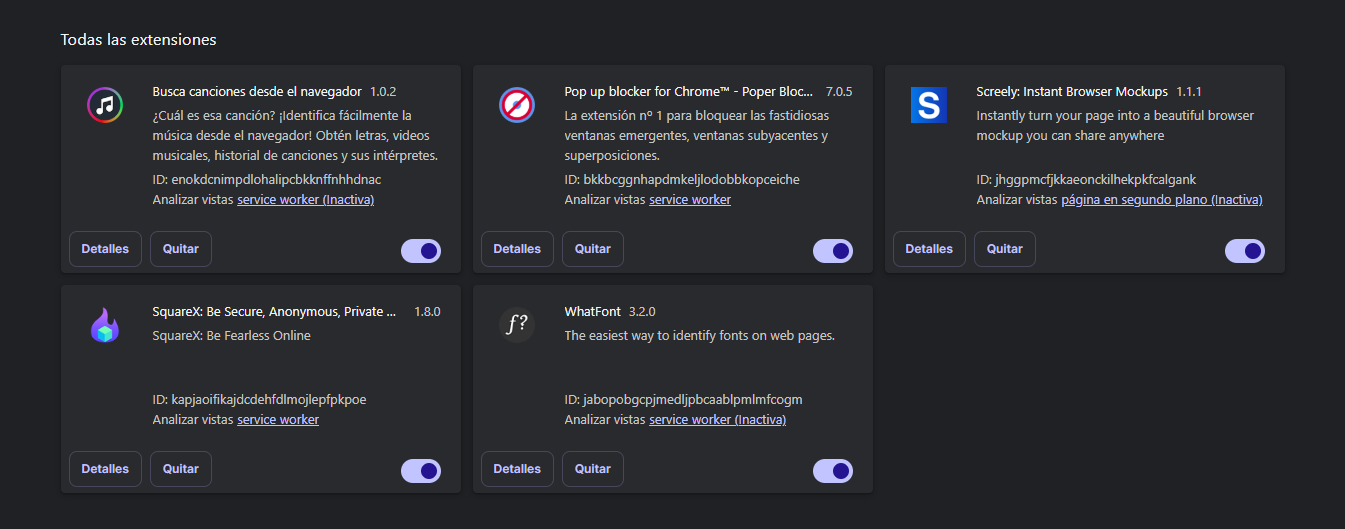 Todas las extensiones
Busca canciones desde el navegador 1.0.2
¿Cuál es esa canción? ¡Identifica fácilmente la
música desde el navegador! Obtén letras, videos
musicales, historial de canciones y sus intérpretes.
ID: enokdcnimpdlohalipcbkknffnhhdnac
Analizar vistas service worker (Inactiva)
Detalles Quitar
Pop up blocker for Chrome™ - Poper Bloc... 7.0.5
La extensión nº 1 para bloquear las fastidiosas
ventanas emergentes, ventanas subyacentes y
superposiciones.
ID: bkkbcggnhapdmkeljlodobbkopceiche
Analizar vistas service worker
Detalles Quitar
S
Screely: Instant Browser Mockups 1.1.1
Instantly turn your page into a beautiful browser
mockup you can share anywhere
ID: jhggpmcfjkkaeonckilhekpkfcalgank
Analizar vistas página en segundo plano (Inactiva)
Detalles Quitar
SquareX: Be Secure, Anonymous, Private ... 1.8.0
SquareX: Be Fearless Online
ID: kapjaoifikajdcdehfdlmojlepfpkpoe
Analizar vistas service worker
Detalles Quitar
f?
WhatFont 3.2.0
The easiest way to identify fonts on web pages.
ID: jabopobgcpjmedljpbcaablpmlmfcogm
Analizar vistas service worker (Inactiva)
Detalles Quitar